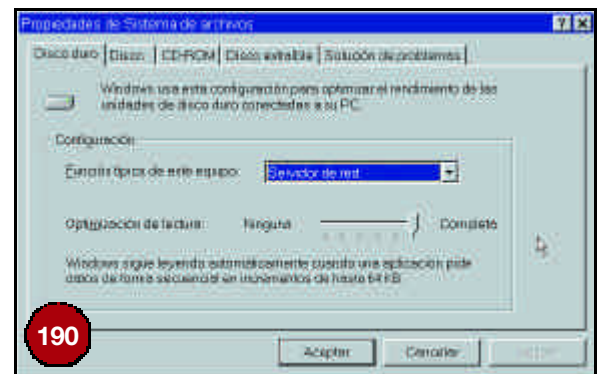 Propiedades de Sistema de archivos
Disco duro Disco CD-ROM Disco extraíble Solución de problemas
Windows usa esta configuración para optimizar el rendimiento de las
unidades de disco duro conectadas a su PC.
Configuración
Función típica de este equipo: Servidor de red
Optimización de lectura: Ninguna Completa
Windows sigue leyendo automáticamente cuando una aplicación pide
datos de forma secuencial en incrementos de hasta 64 KB.
190
Aceptar Cancelar